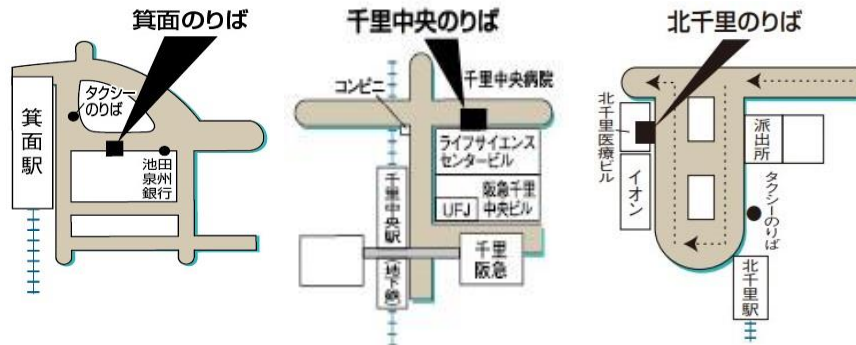 箕面のりば
タクシー
のりば
箕面駅
池田
泉州
銀行
千里中央のりば
コンビニ
千里中央病院
ライフサイエンス
センタービル
千里中央駅
(地下鉄)
UFJ
阪急千里
中央ビル
千里
阪急
北千里のりば
北千里医療ビル
イオン
派出所
タクシーのりば
北千里駅